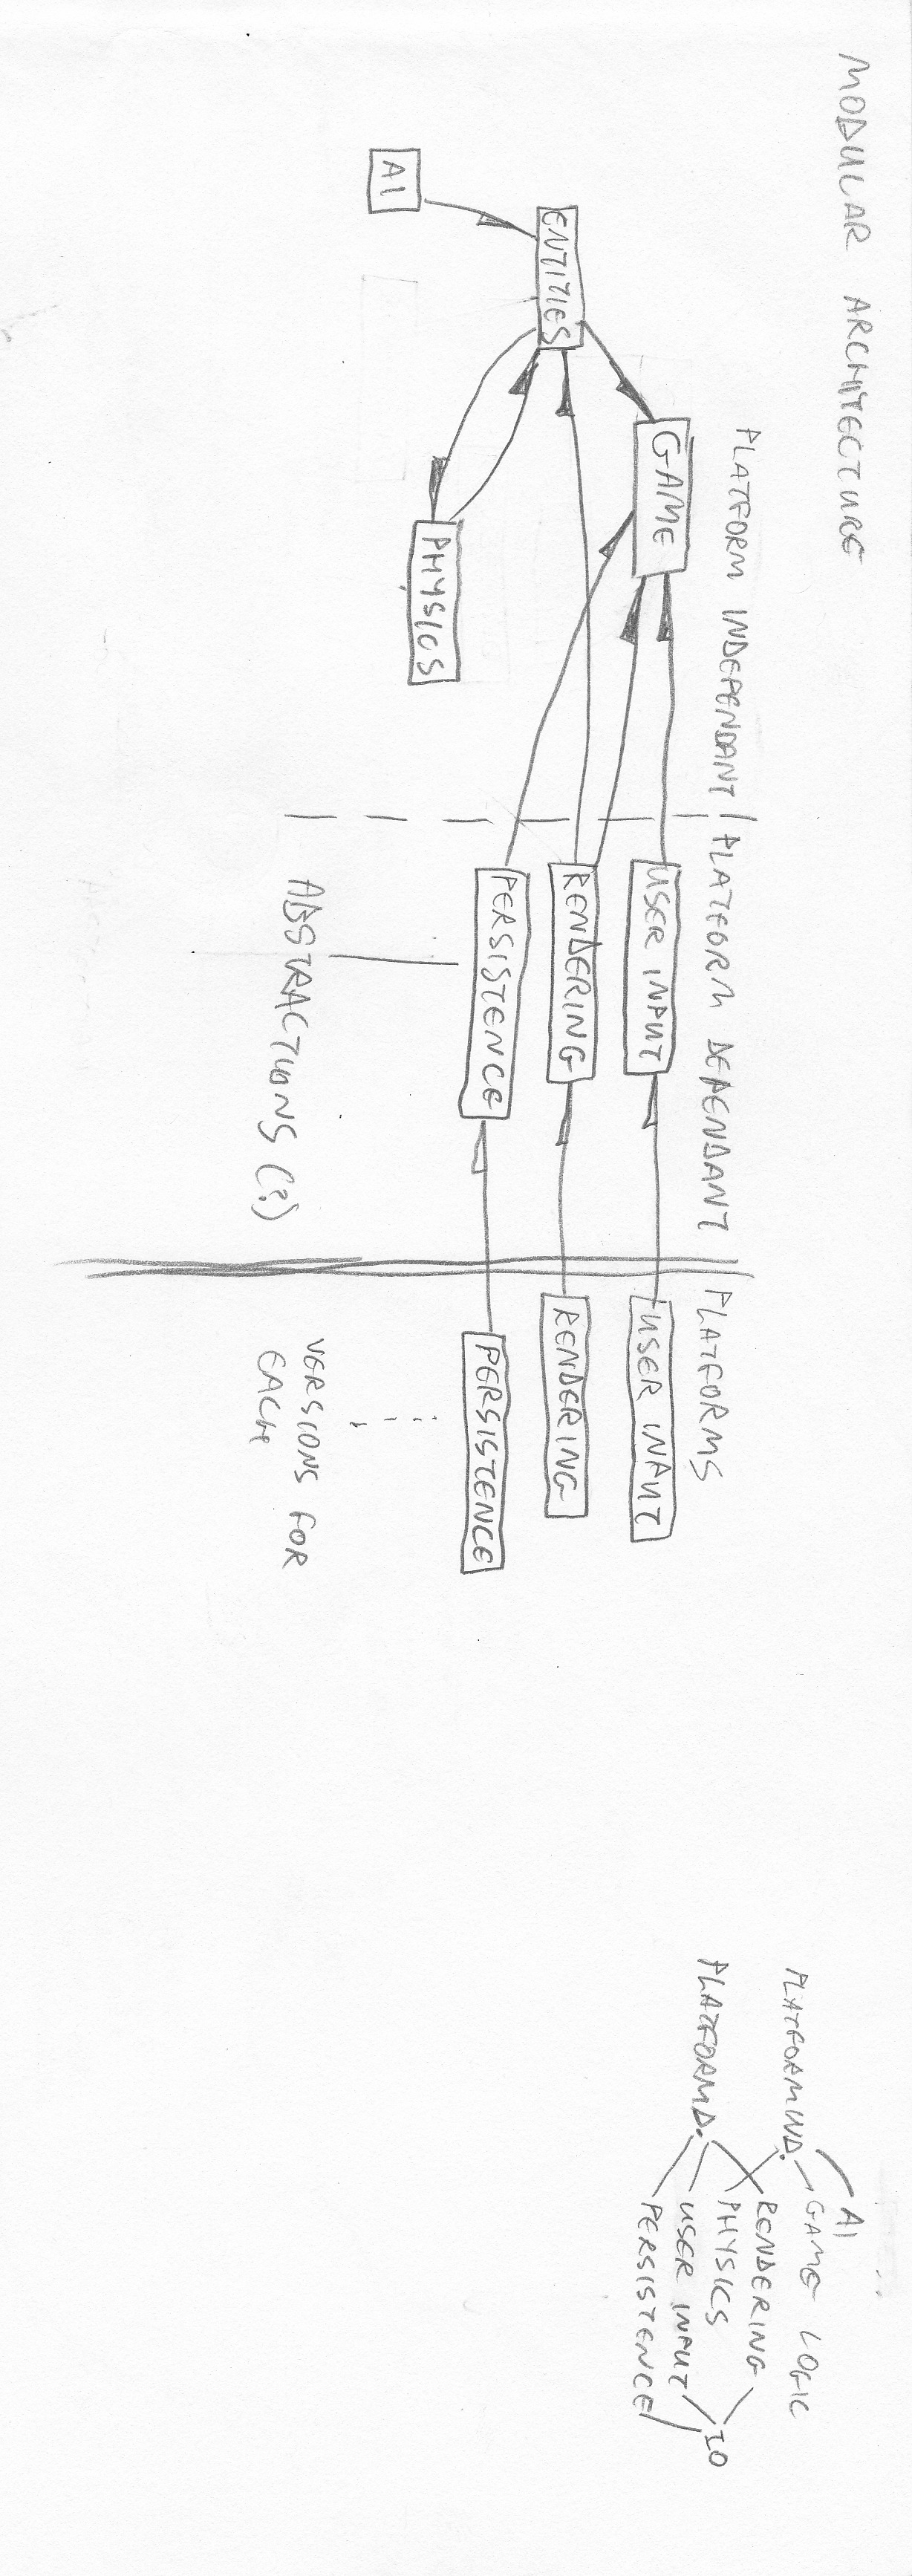 MODULAR ARCHITECTURE
PLATFORM INDEPENDANT / PLATFORM DEPENDANT
PLATFORMS
GAME
USER INPUT
USER INPUT
ENTITIES
RENDERING
RENDERING
PERSISTENCE
PERSISTENCE
AI
PHYSICS
ABSTRACTIONS (?)
VERSIONS FOR
EACH
AI
PLATFORM IND.
GAME LOGIC
RENDERING
PLATFORM D.
PHYSICS
IO
USER INPUT
PERSISTENCE